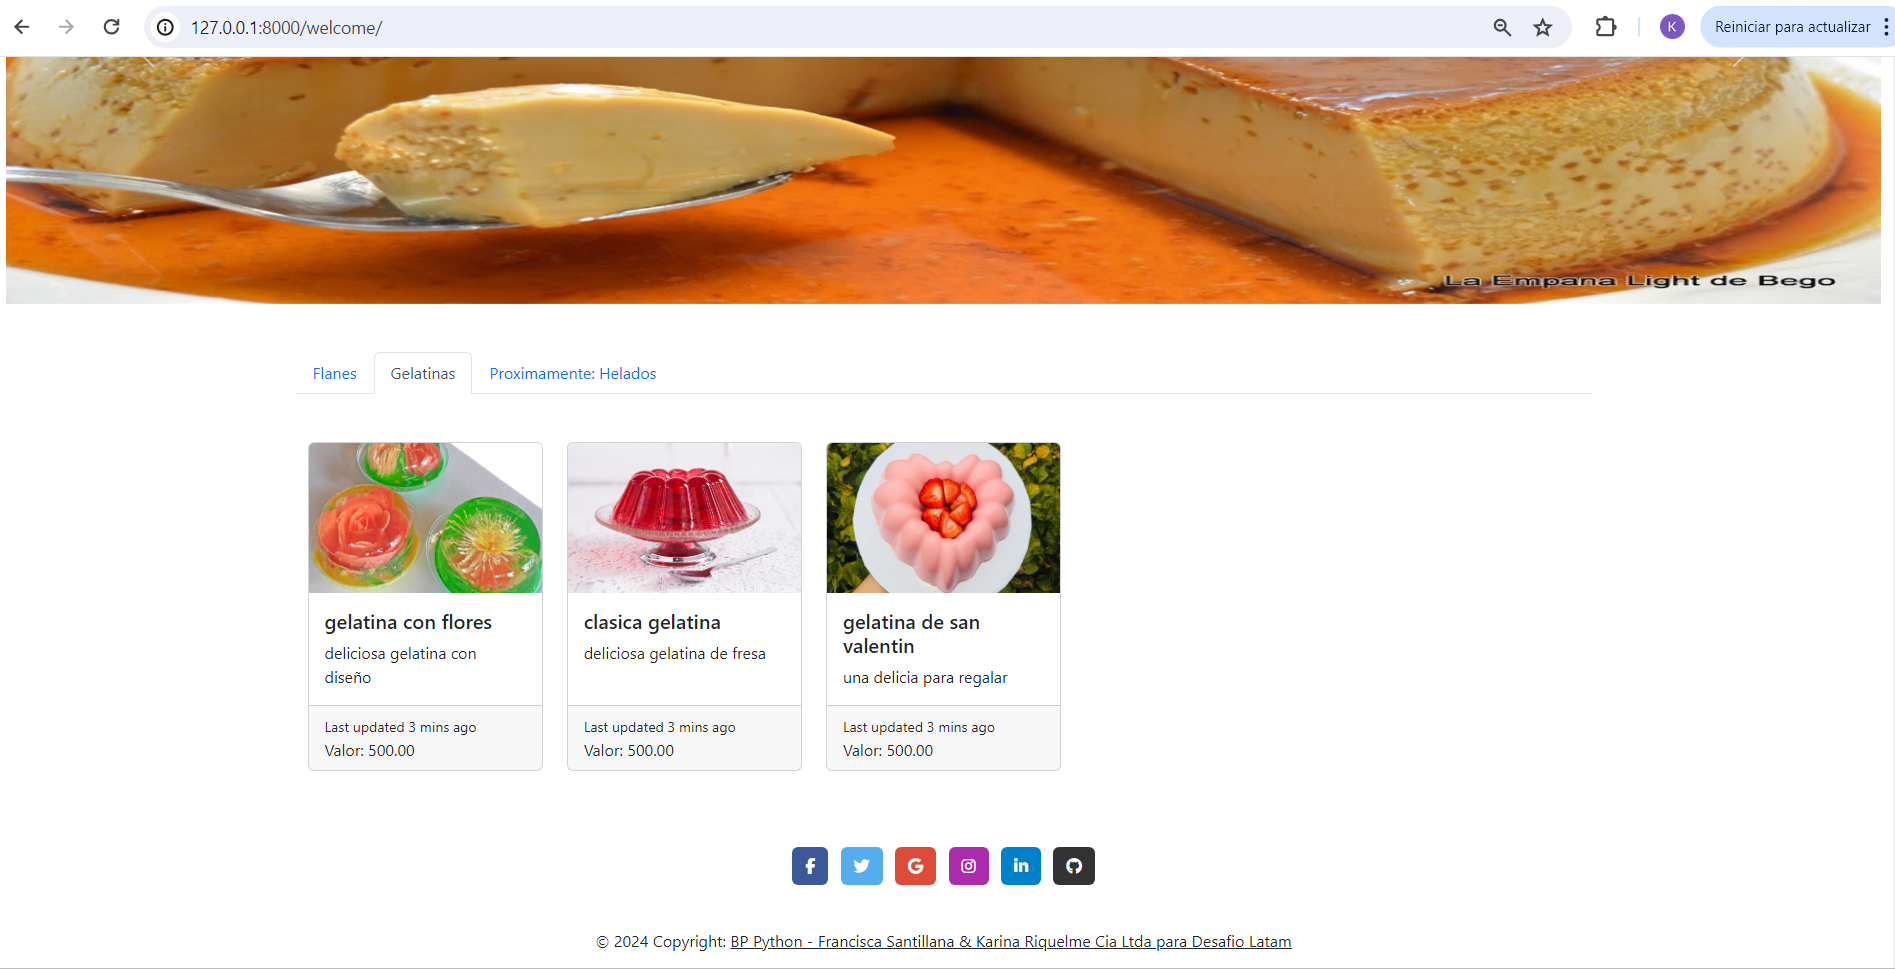 127.0.0.1:8000/welcome/
K
Reiniciar para actualizar
La Empana Light de Bego
Flanes
Gelatinas
Proximamente: Helados
gelatina con flores
deliciosa gelatina con
diseño
Last updated 3 mins ago
Valor: 500.00
clasica gelatina
deliciosa gelatina de fresa
Last updated 3 mins ago
Valor: 500.00
gelatina de san
valentin
una delicia para regalar
Last updated 3 mins ago
Valor: 500.00
© 2024 Copyright: BP Python - Francisca Santillana & Karina Riquelme Cia Ltda para Desafio Latam